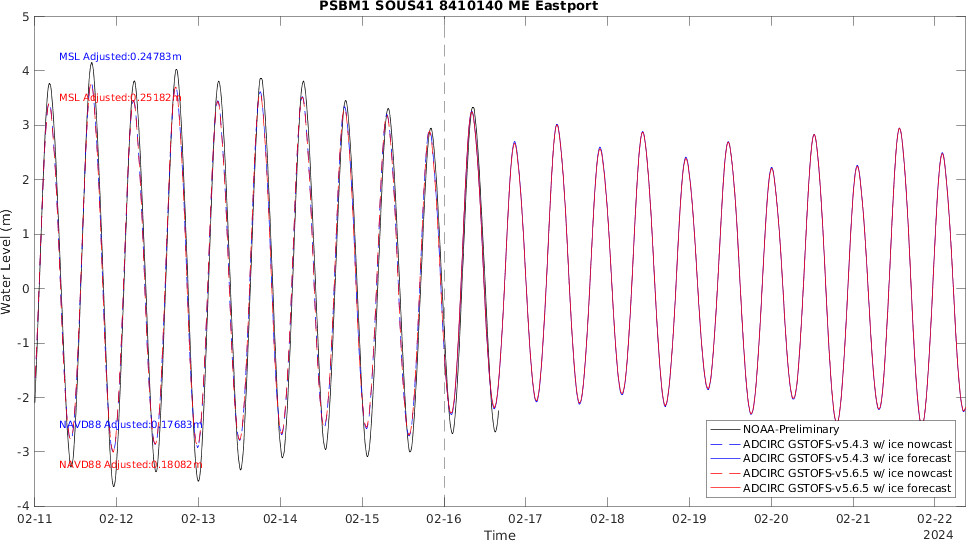 PSBM1 SOUS41 8410140 ME Eastport
5
4
3
2
1
0
-1
-2
-3
-4
Water Level (m)
MSL Adjusted:0.24783m
MSL Adjusted:0.25182m
NAVD88 Adjusted:0.17683m
NAVD88 Adjusted:0.18082m
NOAA-Preliminary
ADCIRC GSTOFS-v5.4.3 w/ ice nowcast
ADCIRC GSTOFS-v5.4.3 w/ ice forecast
ADCIRC GSTOFS-v5.6.5 w/ ice nowcast
ADCIRC GSTOFS-v5.6.5 w/ ice forecast
02-11 02-12 02-13 02-14 02-15 02-16 02-17 02-18 02-19 02-20 02-21 02-22
Time
2024